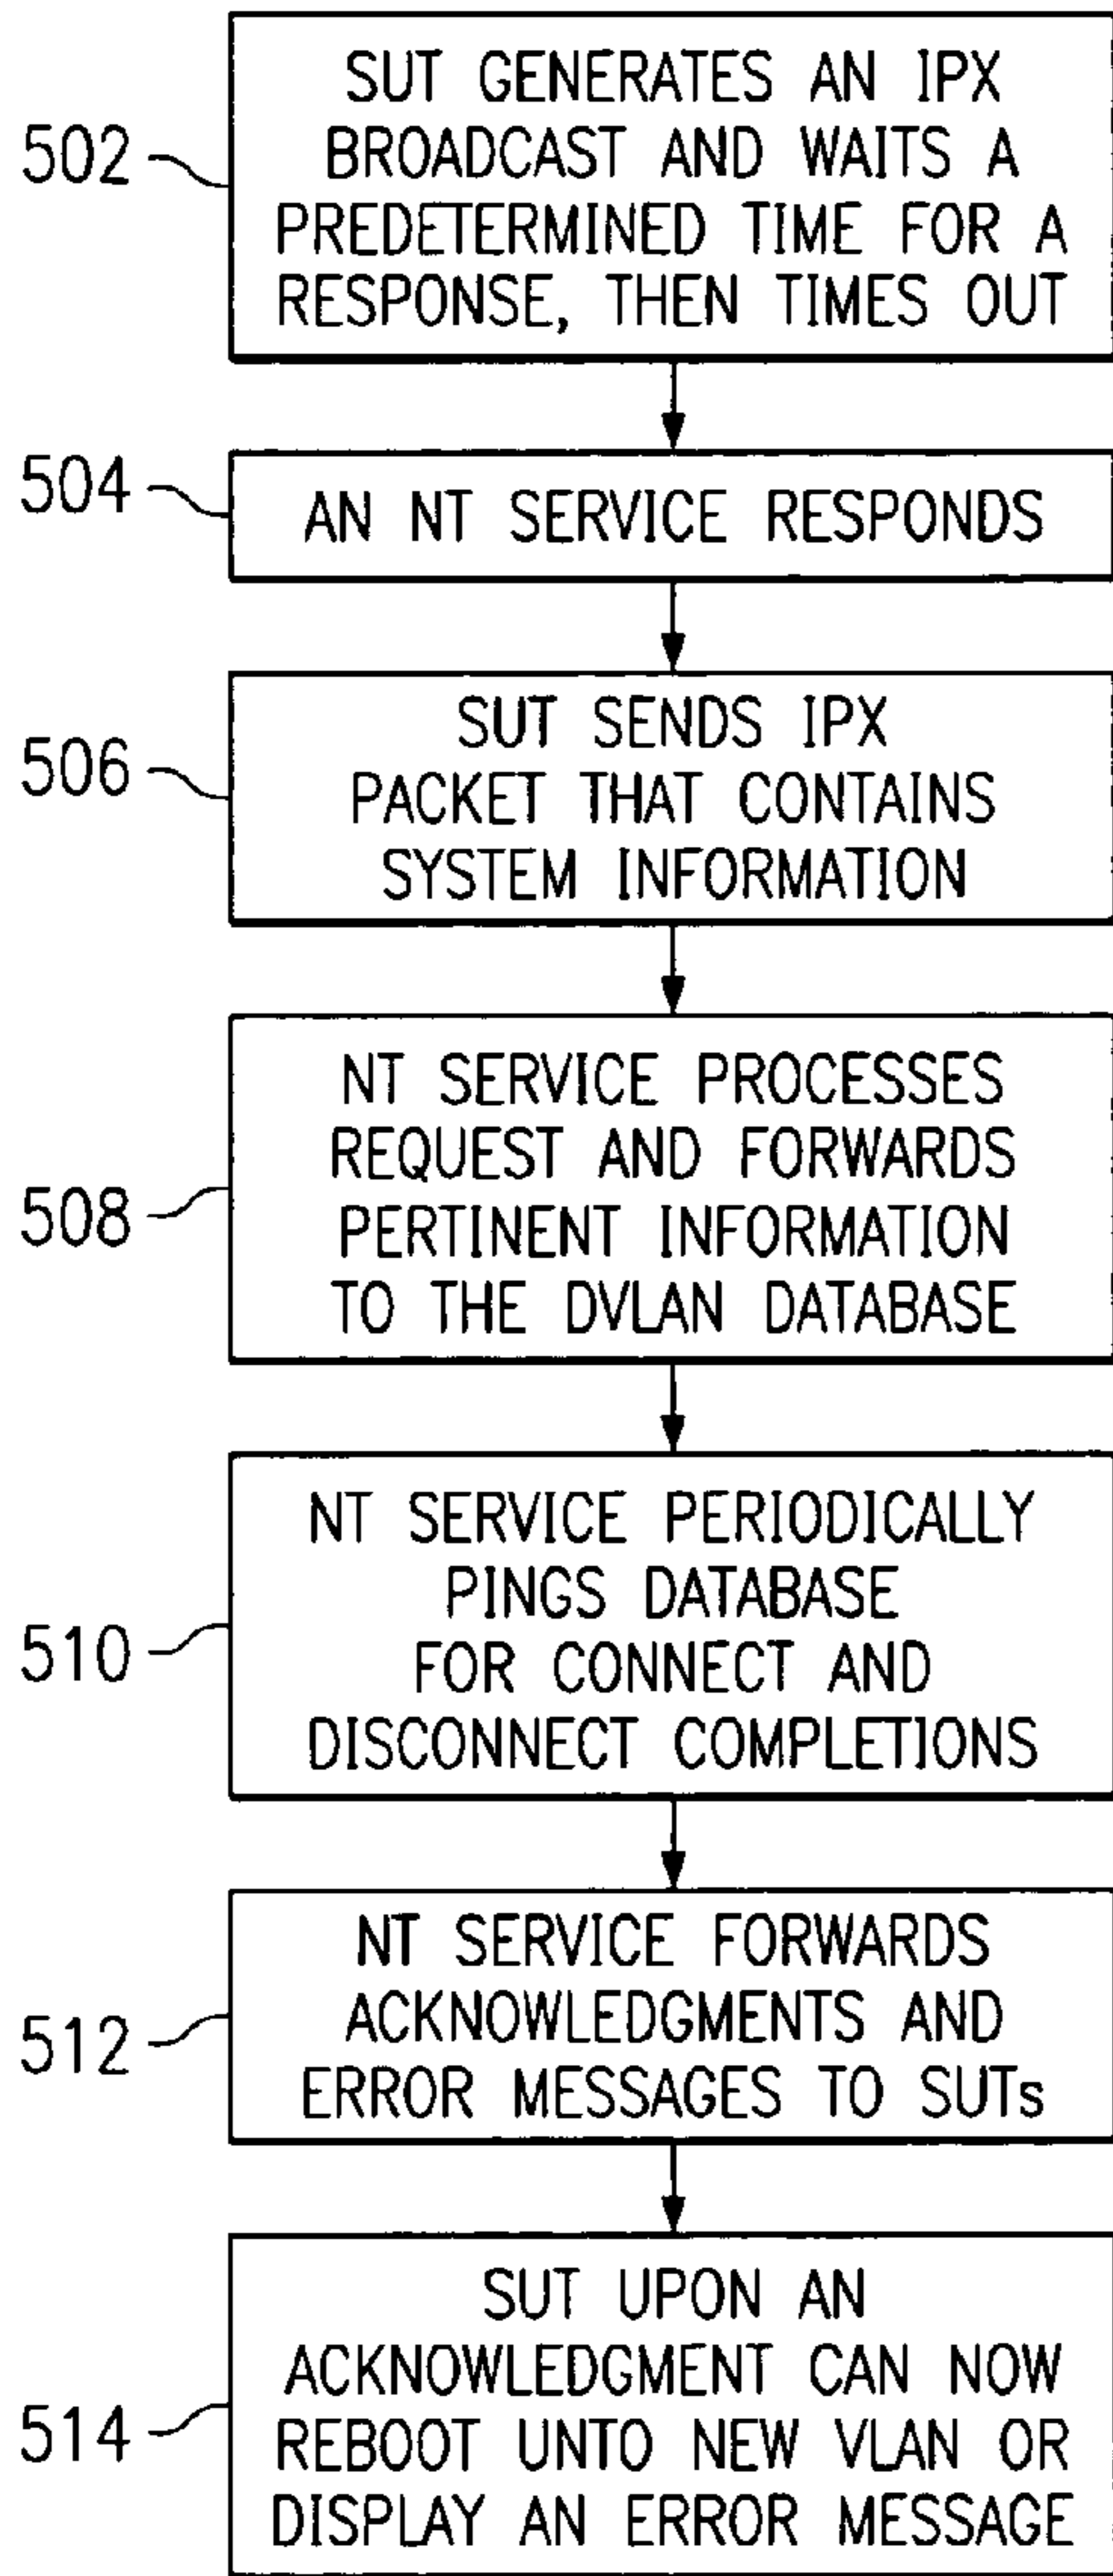 502
SUT GENERATES AN IPX
BROADCAST AND WAITS A
PREDETERMINED TIME FOR A
RESPONSE, THEN TIMES OUT
504
AN NT SERVICE RESPONDS
506
SUT SENDS IPX
PACKET THAT CONTAINS
SYSTEM INFORMATION
508
NT SERVICE PROCESSES
REQUEST AND FORWARDS
PERTINENT INFORMATION
TO THE DVLAN DATABASE
510
NT SERVICE PERIODICALLY
PINGS DATABASE
FOR CONNECT AND
DISCONNECT COMPLETIONS
512
NT SERVICE FORWARDS
ACKNOWLEDGMENTS AND
ERROR MESSAGES TO SUTs
514
SUT UPON AN
ACKNOWLEDGMENT CAN NOW
REBOOT UNTO NEW VLAN OR
DISPLAY AN ERROR MESSAGE